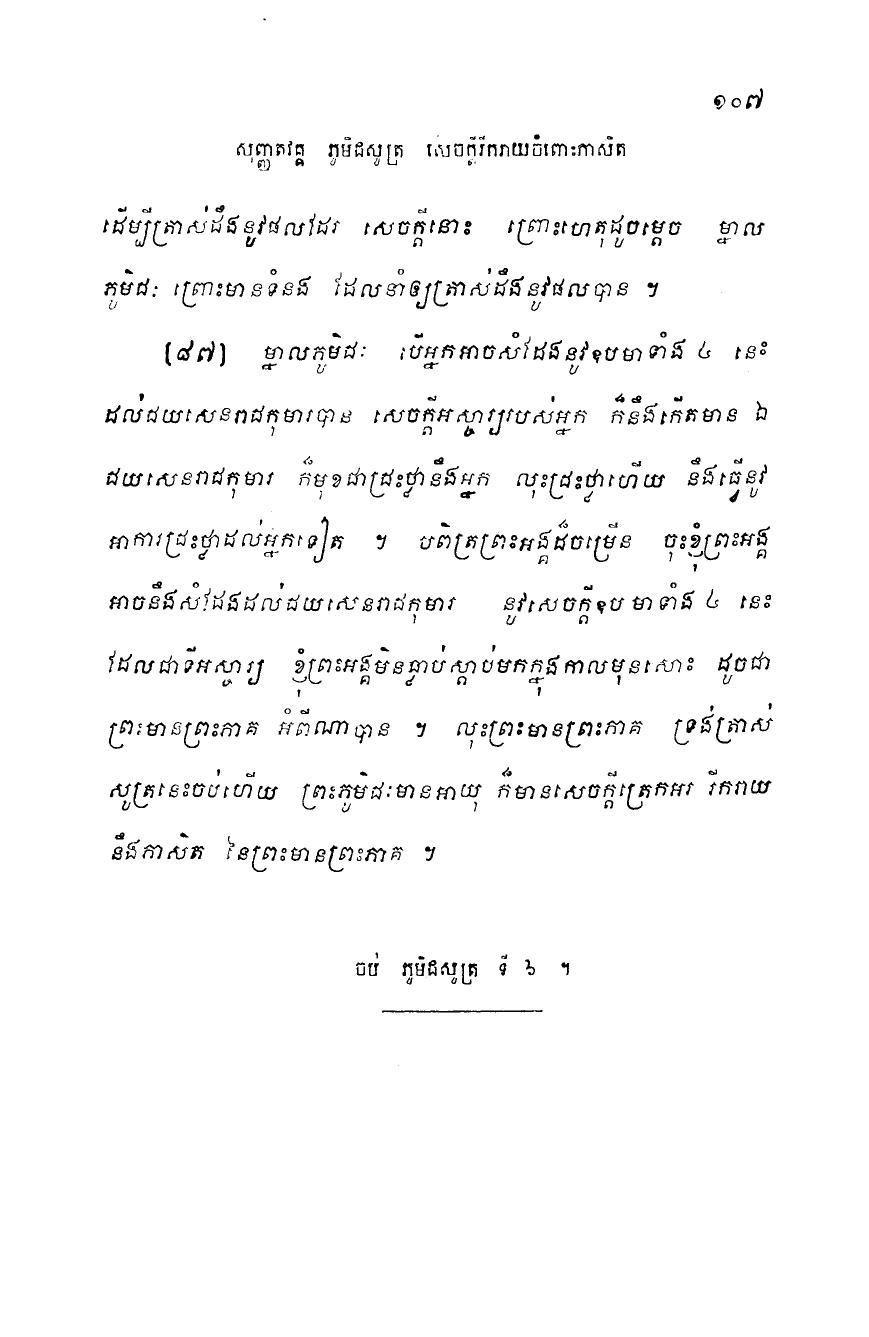 ១០៧
សុញ្ញតវគ្គ ភូមិជសូត្រ សេចក្តីរីករាយចំពោះភាសិត
ដើម្បីត្រាស់ដឹងនូវផលដែរ សេចក្តីនោះ ព្រោះហេតុដូចម្តេច ម្នាល
ភូមិជៈ ព្រោះមានទំនង ដែលនាំឲ្យត្រាស់ដឹងនូវផលបាន ។
(៨៧) ម្នាលភូមិជៈ បើអ្នកអាចសំដែងនូវឧបមាទាំង ៤ នេះ
ដល់ជយសេនរាជកុមារបាន សេចក្តីអស្ចារ្យរបស់អ្នក ក៏នឹងកើតមាន ឯ
ជយសេនរាជកុមារ ក៏មុខជាជ្រះថ្លានឹងអ្នក លុះជ្រះថ្លាហើយ នឹងធ្វើនូវ
អាការជ្រះថ្លាដល់អ្នកទៀត ។ បពិត្រព្រះអង្គដ៏ចម្រើន ចុះខ្ញុំព្រះអង្គ
អាចនឹងសំដែងដល់ជយសេនរាជកុមារ នូវសេចក្តីឧបមាទាំង ៤ នេះ
ដែលជាទីអស្ចារ្យ ខ្ញុំព្រះអង្គមិនធ្លាប់ស្តាប់មកក្នុងកាលមុនសោះ ដូចជា
ព្រះមានព្រះភាគ អំពីណាបាន ។ លុះព្រះមានព្រះភាគ ទ្រង់ត្រាស់
សូត្រនេះចប់ហើយ ព្រះភូមិជៈមានអាយុ ក៏មានសេចក្តីត្រេកអរ រីករាយ
នឹងភាសិត នៃព្រះមានព្រះភាគ ។
ចប់ ភូមិជសូត្រ ទី ៦ ។